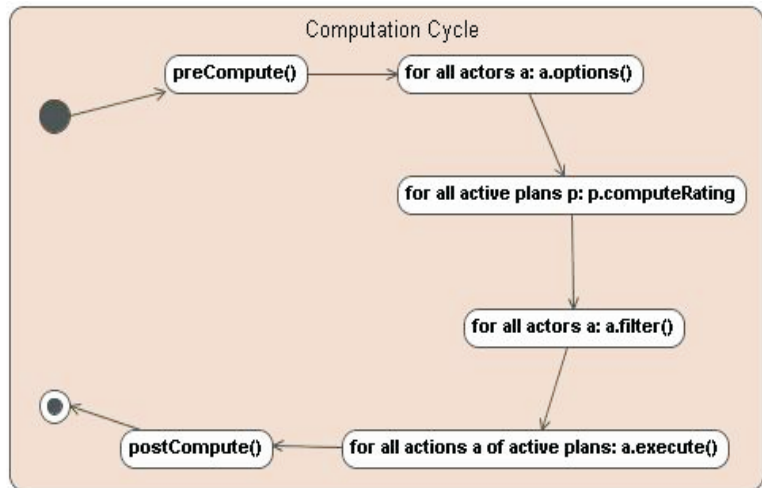 Computation Cycle
preCompute()
for all actors a: a.options()
for all active plans p: p.computeRating
for all actors a: a.filter()
for all actions a of active plans: a.execute()
postCompute()